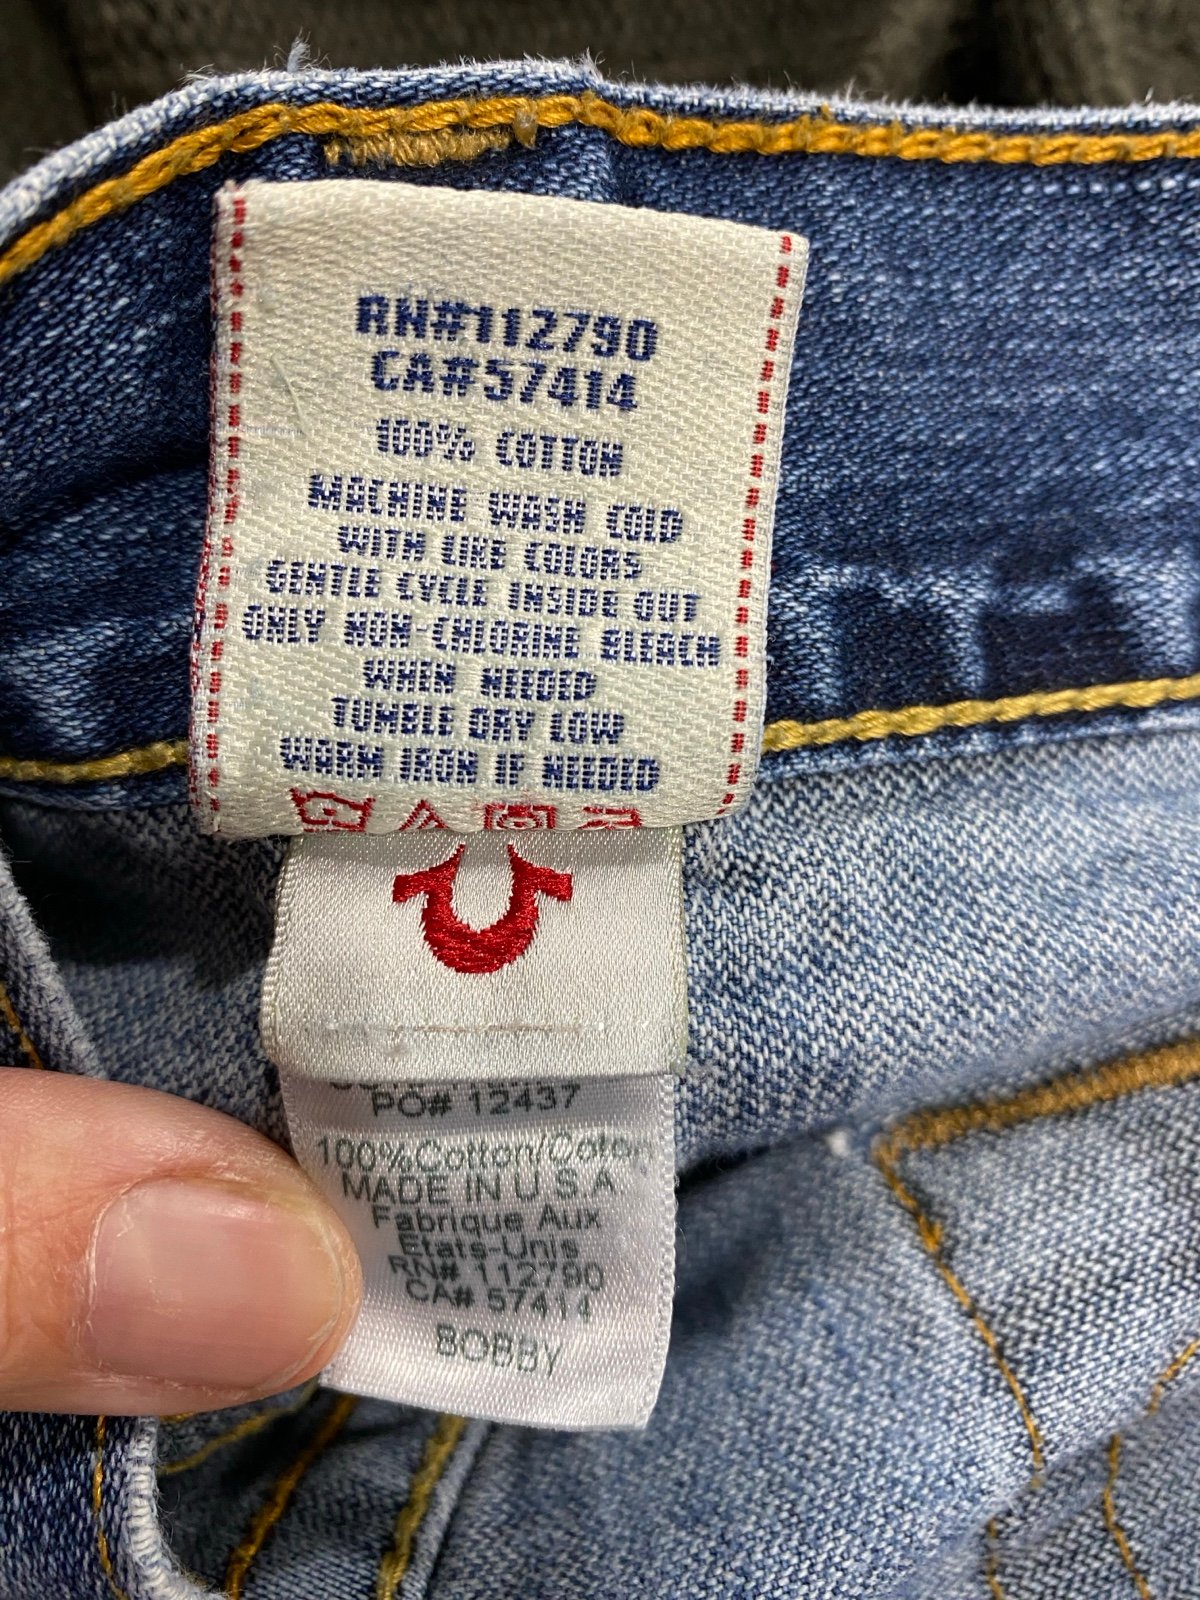 RN#112790
CA#57414
100% COTTON
MACHINE WASH COLD
WITH LIKE COLORS
GENTLE CYCLE INSIDE OUT
ONLY NON-CHLORINE BLEACH
WHEN NEEDED
TUMBLE DRY LOW
WARM IRON IF NEEDED
PO# 12437
100%Cotton/Coton
MADE IN U.S.A
Fabrique Aux
Etats-Unis
RN# 112790
CA# 57414
BOBBY